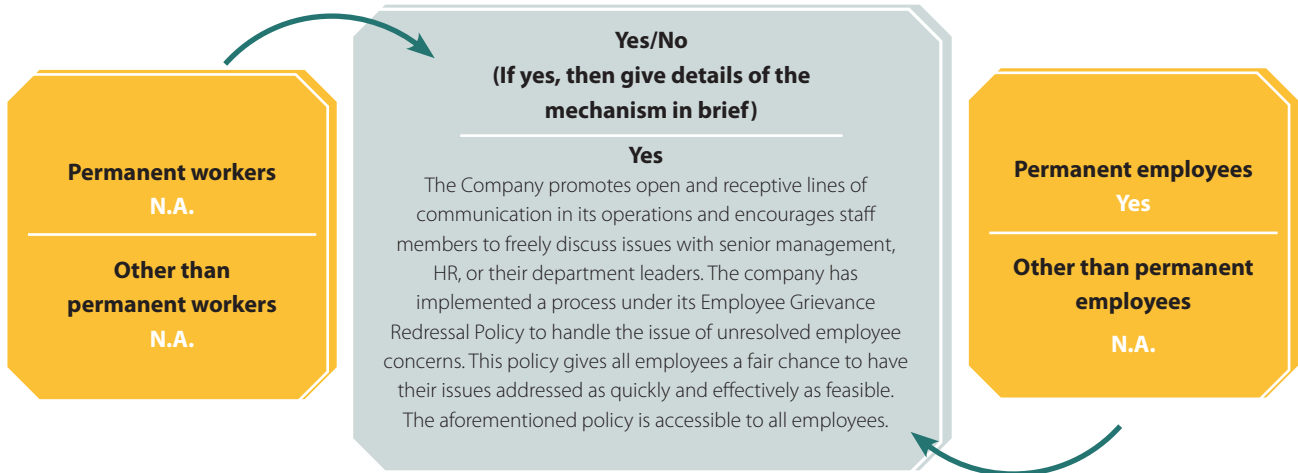 Permanent workers
N.A.
Other than
permanent workers
N.A.
Yes/No
(If yes, then give details of the
mechanism in brief)
Yes
The Company promotes open and receptive lines of
communication in its operations and encourages staff
members to freely discuss issues with senior management,
HR, or their department leaders. The company has
implemented a process under its Employee Grievance
Redressal Policy to handle the issue of unresolved employee
concerns. This policy gives all employees a fair chance to have
their issues addressed as quickly and effectively as feasible.
The aforementioned policy is accessible to all employees.
Permanent employees
Yes
Other than permanent
employees
N.A.